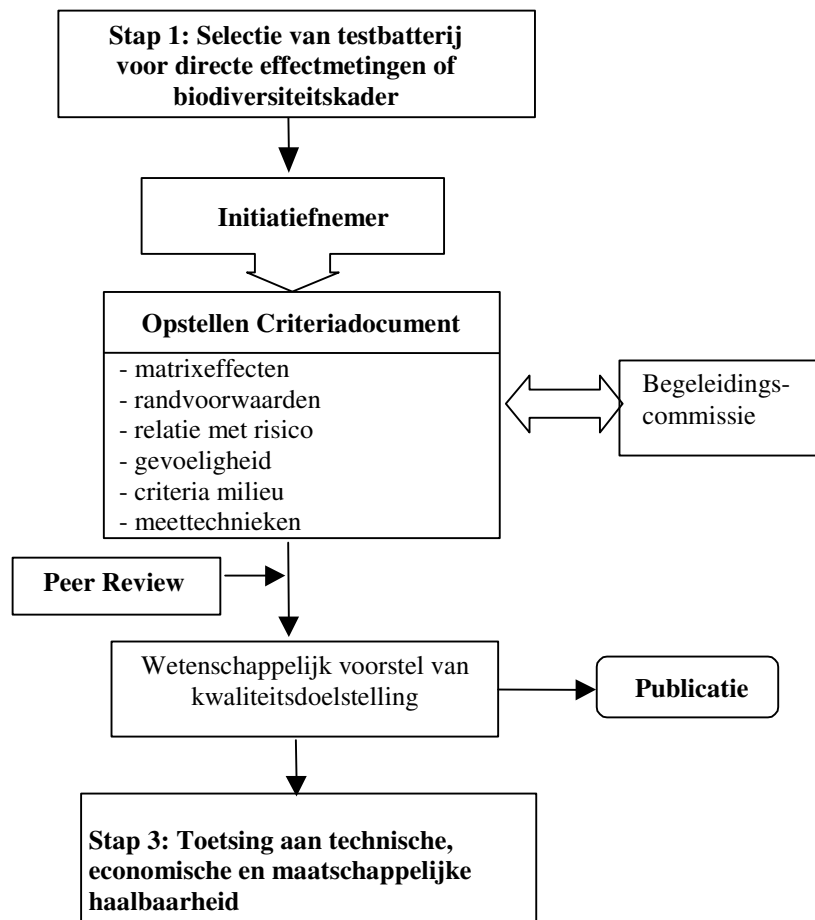 Stap 1: Selectie van testbatterij
voor directe effectmetingen of
biodiversiteitskader
Initiatiefnemer
Opstellen Criteriadocument
- matrixeffecten
- randvoorwaarden
- relatie met risico
- gevoeligheid
- criteria milieu
- meettechnieken
Begeleidings-
commissie
Peer Review
Wetenschappelijk voorstel van
kwaliteitsdoelstelling
Publicatie
Stap 3: Toetsing aan technische,
economische en maatschappelijke
haalbaarheid